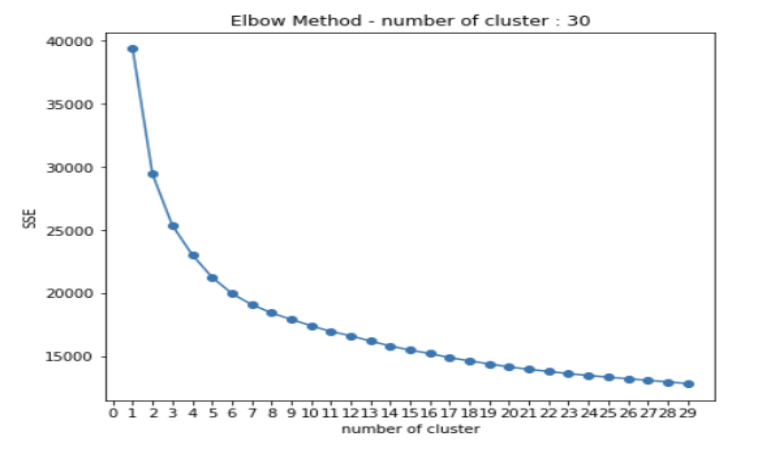 Elbow Method - number of cluster : 30
40000
35000
30000
25000
20000
15000
SSE
0 1 2 3 4 5 6 7 8 9 10 11 12 13 14 15 16 17 18 19 20 21 22 23 24 25 26 27 28 29
number of cluster